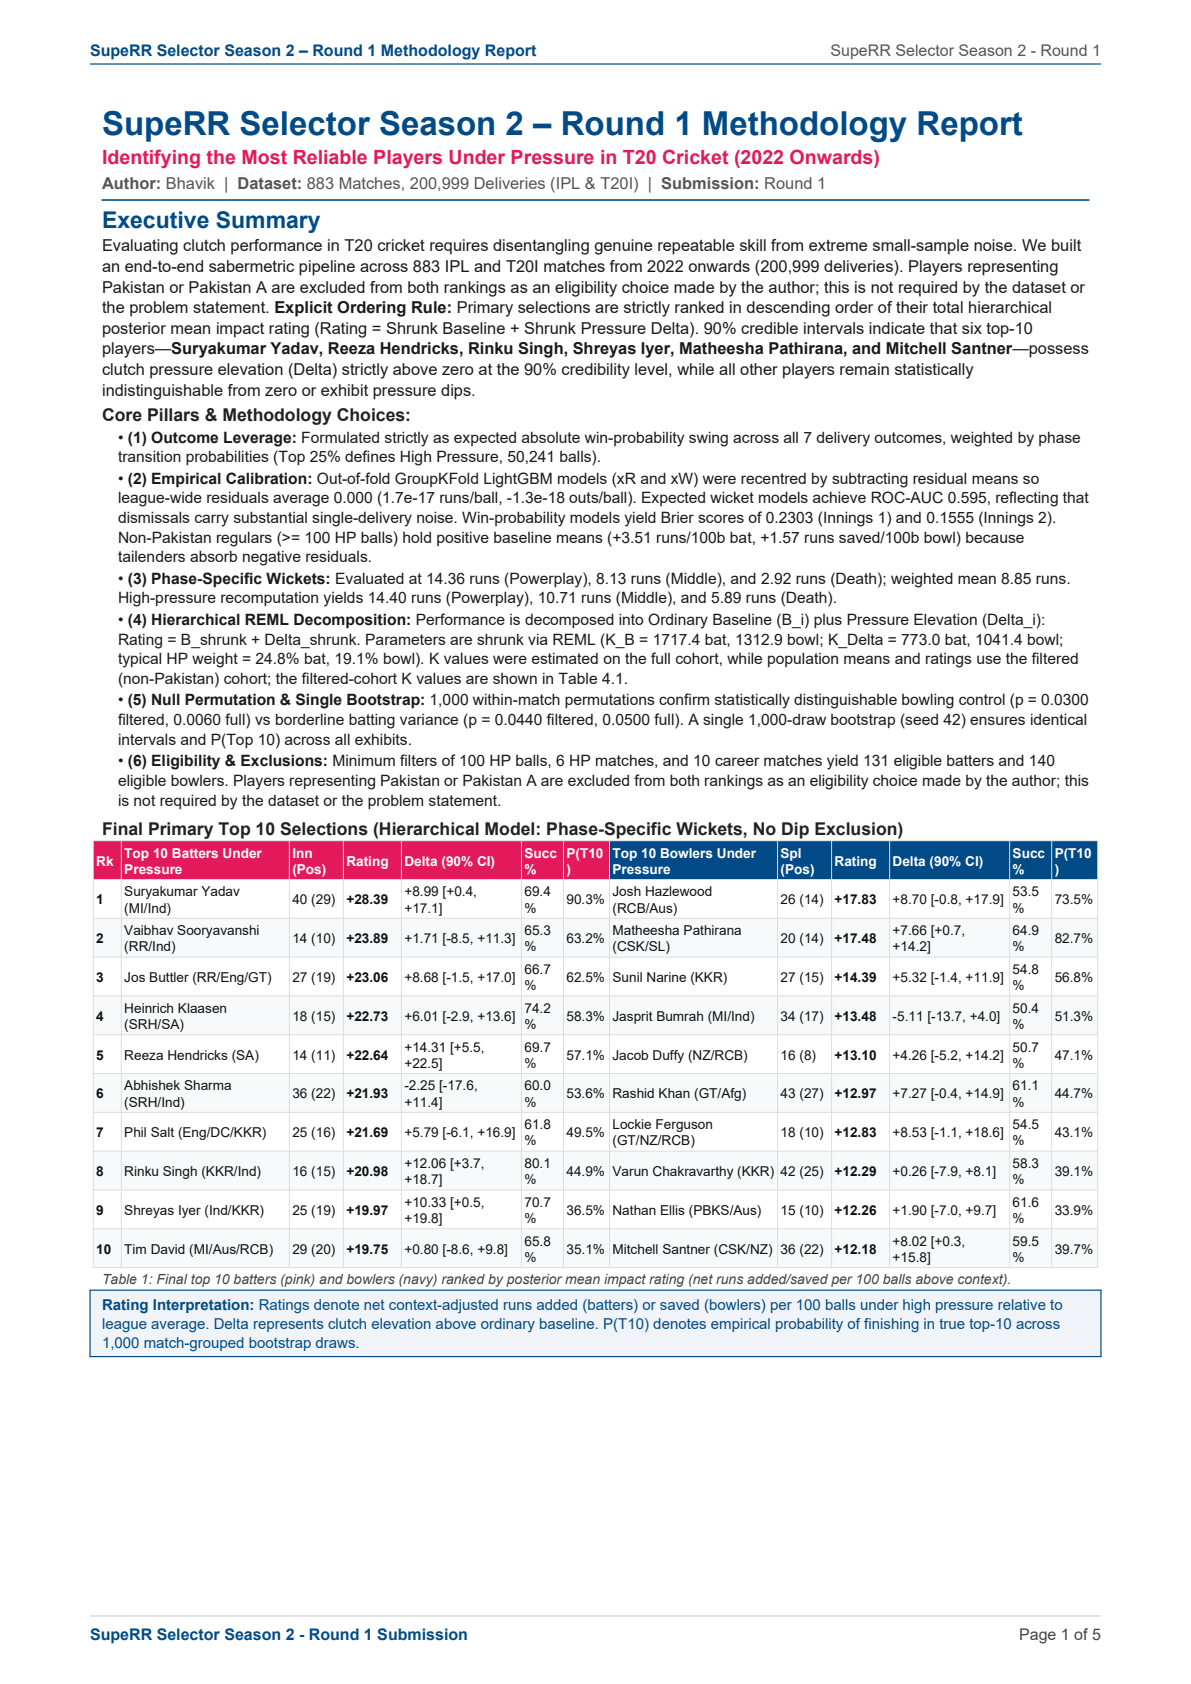 SupeRR Selector Season 2 – Round 1 Methodology Report
SupeRR Selector Season 2 - Round 1
SupeRR Selector Season 2 – Round 1 Methodology Report
Identifying the Most Reliable Players Under Pressure in T20 Cricket (2022 Onwards)
Author: Bhavik | Dataset: 883 Matches, 200,999 Deliveries (IPL & T20I) | Submission: Round 1
Executive Summary
Evaluating clutch performance in T20 cricket requires disentangling genuine repeatable skill from extreme small-sample noise. We built
an end-to-end sabermetric pipeline across 883 IPL and T20I matches from 2022 onwards (200,999 deliveries). Players representing
Pakistan or Pakistan A are excluded from both rankings as an eligibility choice made by the author; this is not required by the dataset or
the problem statement. Explicit Ordering Rule: Primary selections are strictly ranked in descending order of their total hierarchical
posterior mean impact rating (Rating = Shrunk Baseline + Shrunk Pressure Delta). 90% credible intervals indicate that six top-10
players—Suryakumar Yadav, Reeza Hendricks, Rinku Singh, Shreyas Iyer, Matheesha Pathirana, and Mitchell Santner—possess
clutch pressure elevation (Delta) strictly above zero at the 90% credibility level, while all other players remain statistically
indistinguishable from zero or exhibit pressure dips.
Core Pillars & Methodology Choices:
• (1) Outcome Leverage: Formulated strictly as expected absolute win-probability swing across all 7 delivery outcomes, weighted by phase
transition probabilities (Top 25% defines High Pressure, 50,241 balls).
• (2) Empirical Calibration: Out-of-fold GroupKFold LightGBM models (xR and xW) were recentred by subtracting residual means so
league-wide residuals average 0.000 (1.7e-17 runs/ball, -1.3e-18 outs/ball). Expected wicket models achieve ROC-AUC 0.595, reflecting that
dismissals carry substantial single-delivery noise. Win-probability models yield Brier scores of 0.2303 (Innings 1) and 0.1555 (Innings 2).
Non-Pakistan regulars (>= 100 HP balls) hold positive baseline means (+3.51 runs/100b bat, +1.57 runs saved/100b bowl) because
tailenders absorb negative residuals.
• (3) Phase-Specific Wickets: Evaluated at 14.36 runs (Powerplay), 8.13 runs (Middle), and 2.92 runs (Death); weighted mean 8.85 runs.
High-pressure recomputation yields 14.40 runs (Powerplay), 10.71 runs (Middle), and 5.89 runs (Death).
• (4) Hierarchical REML Decomposition: Performance is decomposed into Ordinary Baseline (B_i) plus Pressure Elevation (Delta_i):
Rating = B_shrunk + Delta_shrunk. Parameters are shrunk via REML (K_B = 1717.4 bat, 1312.9 bowl; K_Delta = 773.0 bat, 1041.4 bowl;
typical HP weight = 24.8% bat, 19.1% bowl). K values were estimated on the full cohort, while population means and ratings use the filtered
(non-Pakistan) cohort; the filtered-cohort K values are shown in Table 4.1.
• (5) Null Permutation & Single Bootstrap: 1,000 within-match permutations confirm statistically distinguishable bowling control (p = 0.0300
filtered, 0.0060 full) vs borderline batting variance (p = 0.0440 filtered, 0.0500 full). A single 1,000-draw bootstrap (seed 42) ensures identical
intervals and P(Top 10) across all exhibits.
• (6) Eligibility & Exclusions: Minimum filters of 100 HP balls, 6 HP matches, and 10 career matches yield 131 eligible batters and 140
eligible bowlers. Players representing Pakistan or Pakistan A are excluded from both rankings as an eligibility choice made by the author; this
is not required by the dataset or the problem statement.
Final Primary Top 10 Selections (Hierarchical Model: Phase-Specific Wickets, No Dip Exclusion)
Rk Top 10 Batters Under Pressure Inn (Pos) Rating Delta (90% CI) Succ % P(T10 ) Top 10 Bowlers Under Pressure Spl (Pos) Rating Delta (90% CI) Succ % P(T10 )
1 Suryakumar Yadav (MI/Ind) 40 (29) +28.39 +8.99 [+0.4, +17.1] 69.4 % 90.3% Josh Hazlewood (RCB/Aus) 26 (14) +17.83 +8.70 [-0.8, +17.9] 53.5 % 73.5%
2 Vaibhav Sooryavanshi (RR/Ind) 14 (10) +23.89 +1.71 [-8.5, +11.3] 65.3 % 63.2% Matheesha Pathirana (CSK/SL) 20 (14) +17.48 +7.66 [+0.7, +14.2] 64.9 % 82.7%
3 Jos Buttler (RR/Eng/GT) 27 (19) +23.06 +8.68 [-1.5, +17.0] 66.7 % 62.5% Sunil Narine (KKR) 27 (15) +14.39 +5.32 [-1.4, +11.9] 54.8 % 56.8%
4 Heinrich Klaasen (SRH/SA) 18 (15) +22.73 +6.01 [-2.9, +13.6] 74.2 % 58.3% Jasprit Bumrah (MI/Ind) 34 (17) +13.48 -5.11 [-13.7, +4.0] 50.4 % 51.3%
5 Reeza Hendricks (SA) 14 (11) +22.64 +14.31 [+5.5, +22.5] 69.7 % 57.1% Jacob Duffy (NZ/RCB) 16 (8) +13.10 +4.26 [-5.2, +14.2] 50.7 % 47.1%
6 Abhishek Sharma (SRH/Ind) 36 (22) +21.93 -2.25 [-17.6, +11.4] 60.0 % 53.6% Rashid Khan (GT/Afg) 43 (27) +12.97 +7.27 [-0.4, +14.9] 61.1 % 44.7%
7 Phil Salt (Eng/DC/KKR) 25 (16) +21.69 +5.79 [-6.1, +16.9] 61.8 % 49.5% Lockie Ferguson (GT/NZ/RCB) 18 (10) +12.83 +8.53 [-1.1, +18.6] 54.5 % 43.1%
8 Rinku Singh (KKR/Ind) 16 (15) +20.98 +12.06 [+3.7, +18.7] 80.1 % 44.9% Varun Chakravarthy (KKR) 42 (25) +12.29 +0.26 [-7.9, +8.1] 58.3 % 39.1%
9 Shreyas Iyer (Ind/KKR) 25 (19) +19.97 +10.33 [+0.5, +19.8] 70.7 % 36.5% Nathan Ellis (PBKS/Aus) 15 (10) +12.26 +1.90 [-7.0, +9.7] 61.6 % 33.9%
10 Tim David (MI/Aus/RCB) 29 (20) +19.75 +0.80 [-8.6, +9.8] 65.8 % 35.1% Mitchell Santner (CSK/NZ) 36 (22) +12.18 +8.02 [+0.3, +15.8] 59.5 % 39.7%
Table 1: Final top 10 batters (pink) and bowlers (navy) ranked by posterior mean impact rating (net runs added/saved per 100 balls above context).
Rating Interpretation: Ratings denote net context-adjusted runs added (batters) or saved (bowlers) per 100 balls under high pressure relative to
league average. Delta represents clutch elevation above ordinary baseline. P(T10) denotes empirical probability of finishing in true top-10 across
1,000 match-grouped bootstrap draws.
SupeRR Selector Season 2 - Round 1 Submission
Page 1 of 5